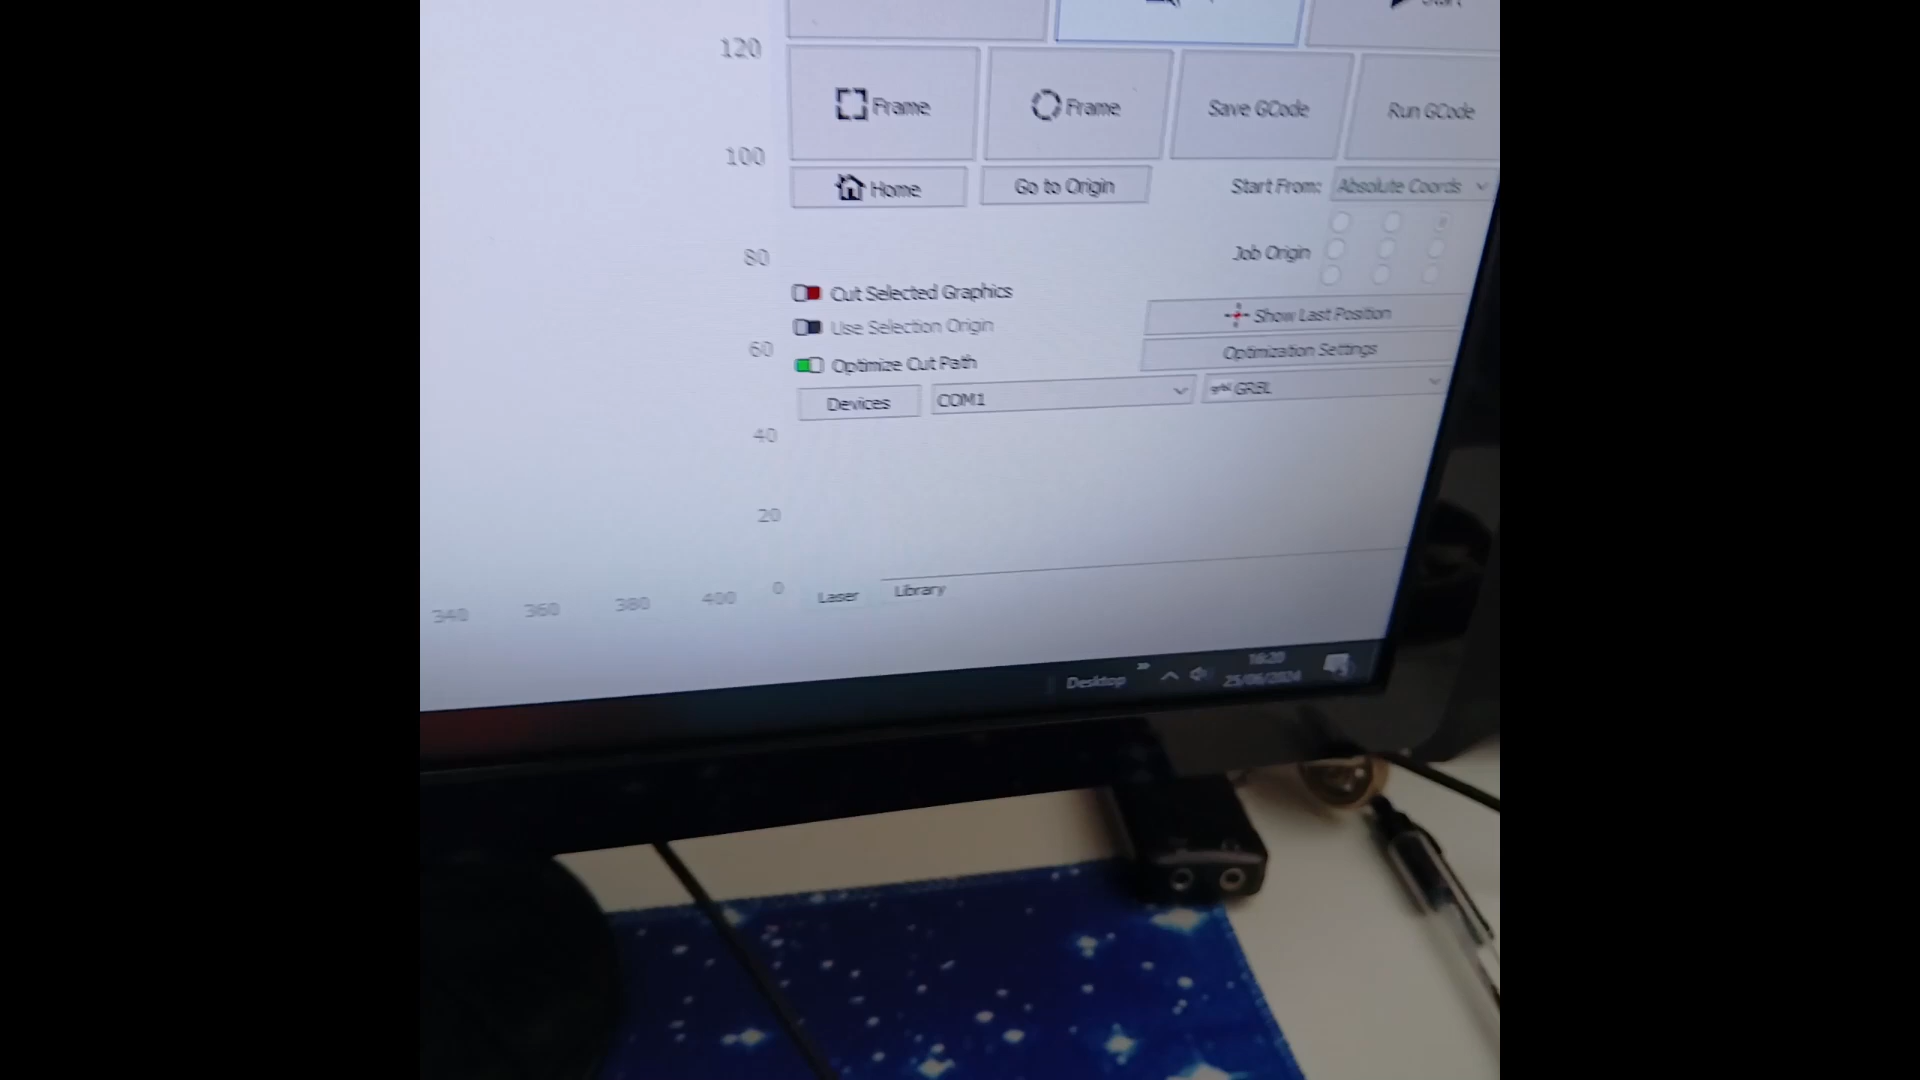 Start
120
Frame
Frame
Save GCode
Run GCode
100
Home
Go to Origin
Start From:
Absolute Coords
80
Job Origin
Cut Selected Graphics
Show Last Position
Use Selection Origin
60
Optimization Settings
Optimize Cut Path
Devices
COM1
grbl GRBL
40
20
0
340
360
380
400
Laser
Library
Desktop
16:20
25/06/2024